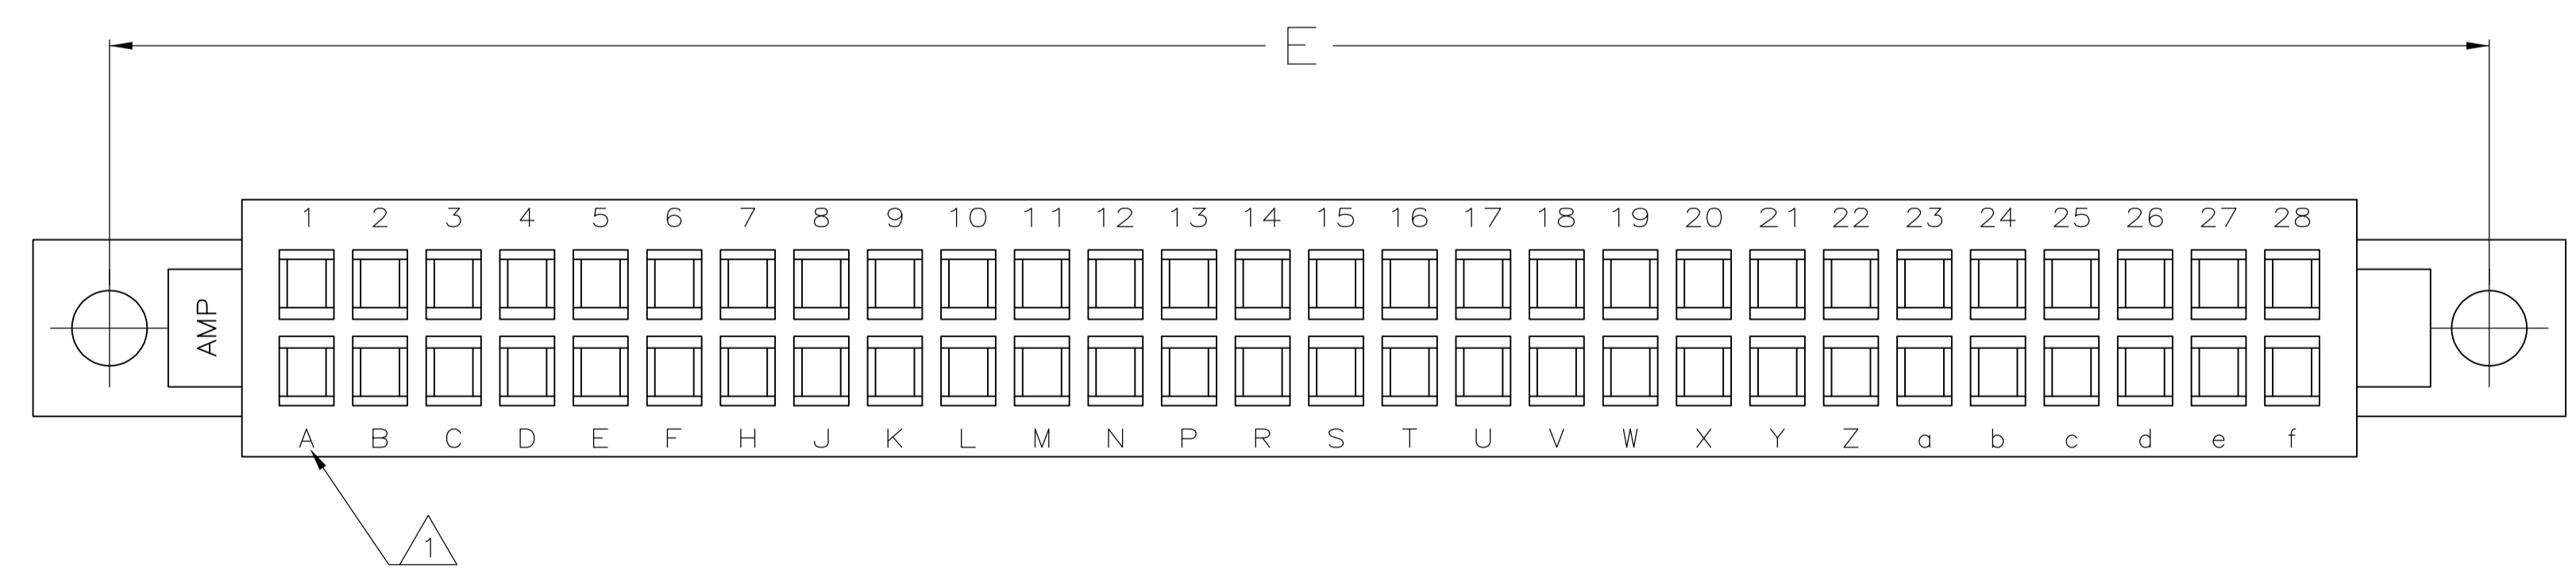 E
1 2 3 4 5 6 7 8 9 10 11 12 13 14 15 16 17 18 19 20 21 22 23 24 25 26 27 28
AMP
A B C D E F H J K L M N P R S T U V W X Y Z a b c d e f
1